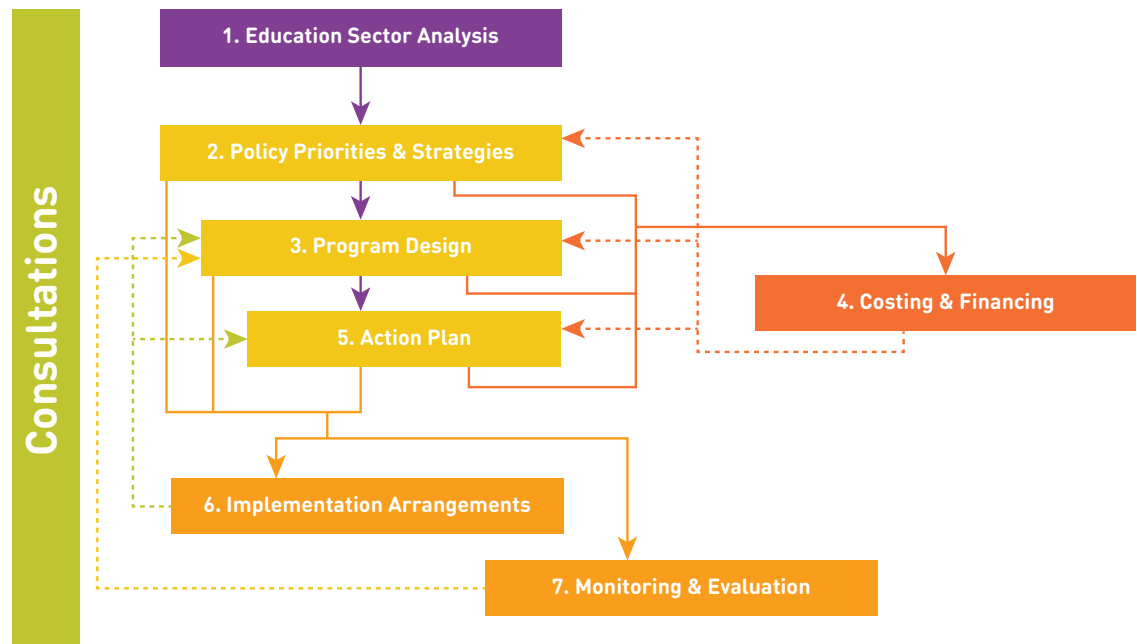 Consultations
1. Education Sector Analysis
2. Policy Priorities & Strategies
3. Program Design
4. Costing & Financing
5. Action Plan
6. Implementation Arrangements
7. Monitoring & Evaluation